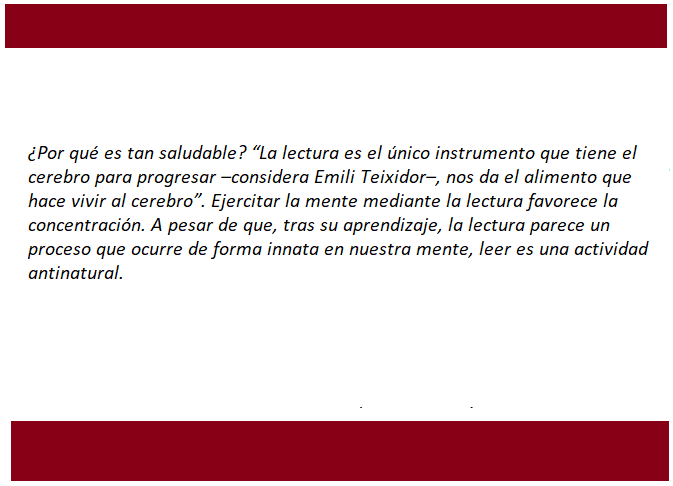 ¿Por qué es tan saludable? “La lectura es el único instrumento que tiene el
cerebro para progresar –considera Emili Teixidor–, nos da el alimento que
hace vivir al cerebro”. Ejercitar la mente mediante la lectura favorece la
concentración. A pesar de que, tras su aprendizaje, la lectura parece un
proceso que ocurre de forma innata en nuestra mente, leer es una actividad
antinatural.